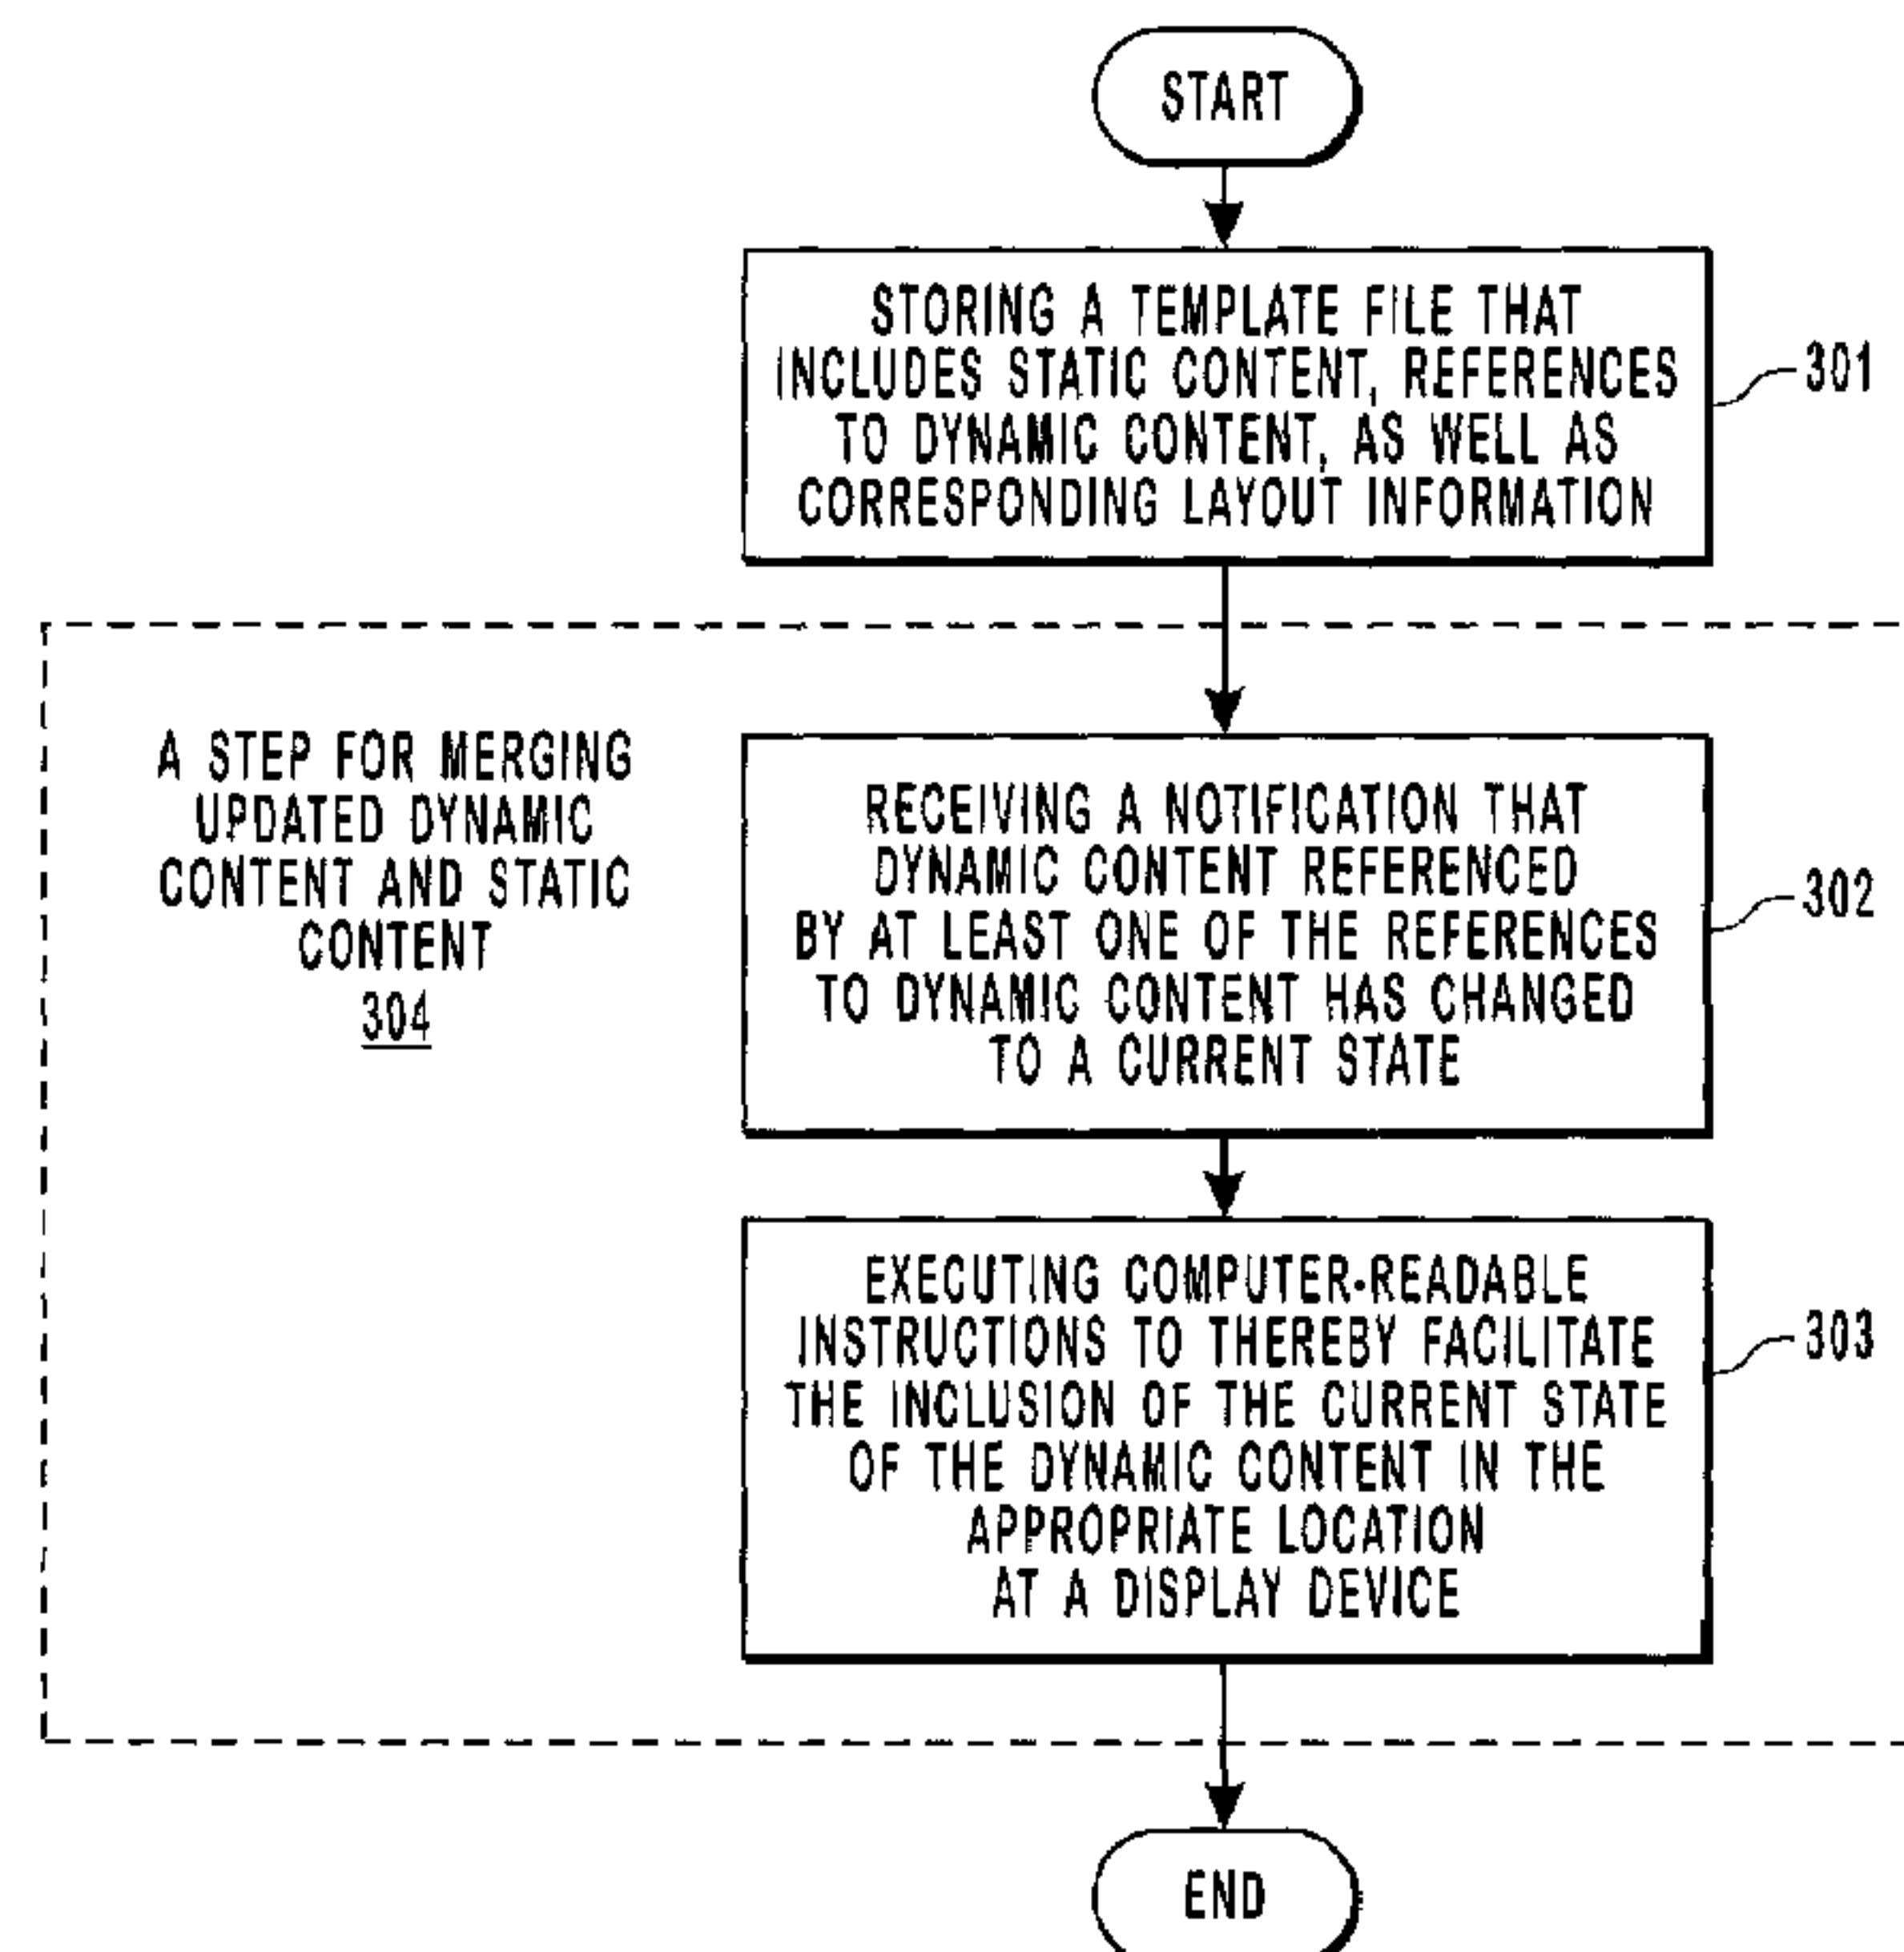 START
STORING A TEMPLATE FILE THAT
INCLUDES STATIC CONTENT, REFERENCES
TO DYNAMIC CONTENT, AS WELL AS
CORRESPONDING LAYOUT INFORMATION
301
A STEP FOR MERGING
UPDATED DYNAMIC
CONTENT AND STATIC
CONTENT
304
RECEIVING A NOTIFICATION THAT
DYNAMIC CONTENT REFERENCED
BY AT LEAST ONE OF THE REFERENCES
TO DYNAMIC CONTENT HAS CHANGED
TO A CURRENT STATE
302
EXECUTING COMPUTER-READABLE
INSTRUCTIONS TO THEREBY FACILITATE
THE INCLUSION OF THE CURRENT STATE
OF THE DYNAMIC CONTENT IN THE
APPROPRIATE LOCATION
AT A DISPLAY DEVICE
303
END